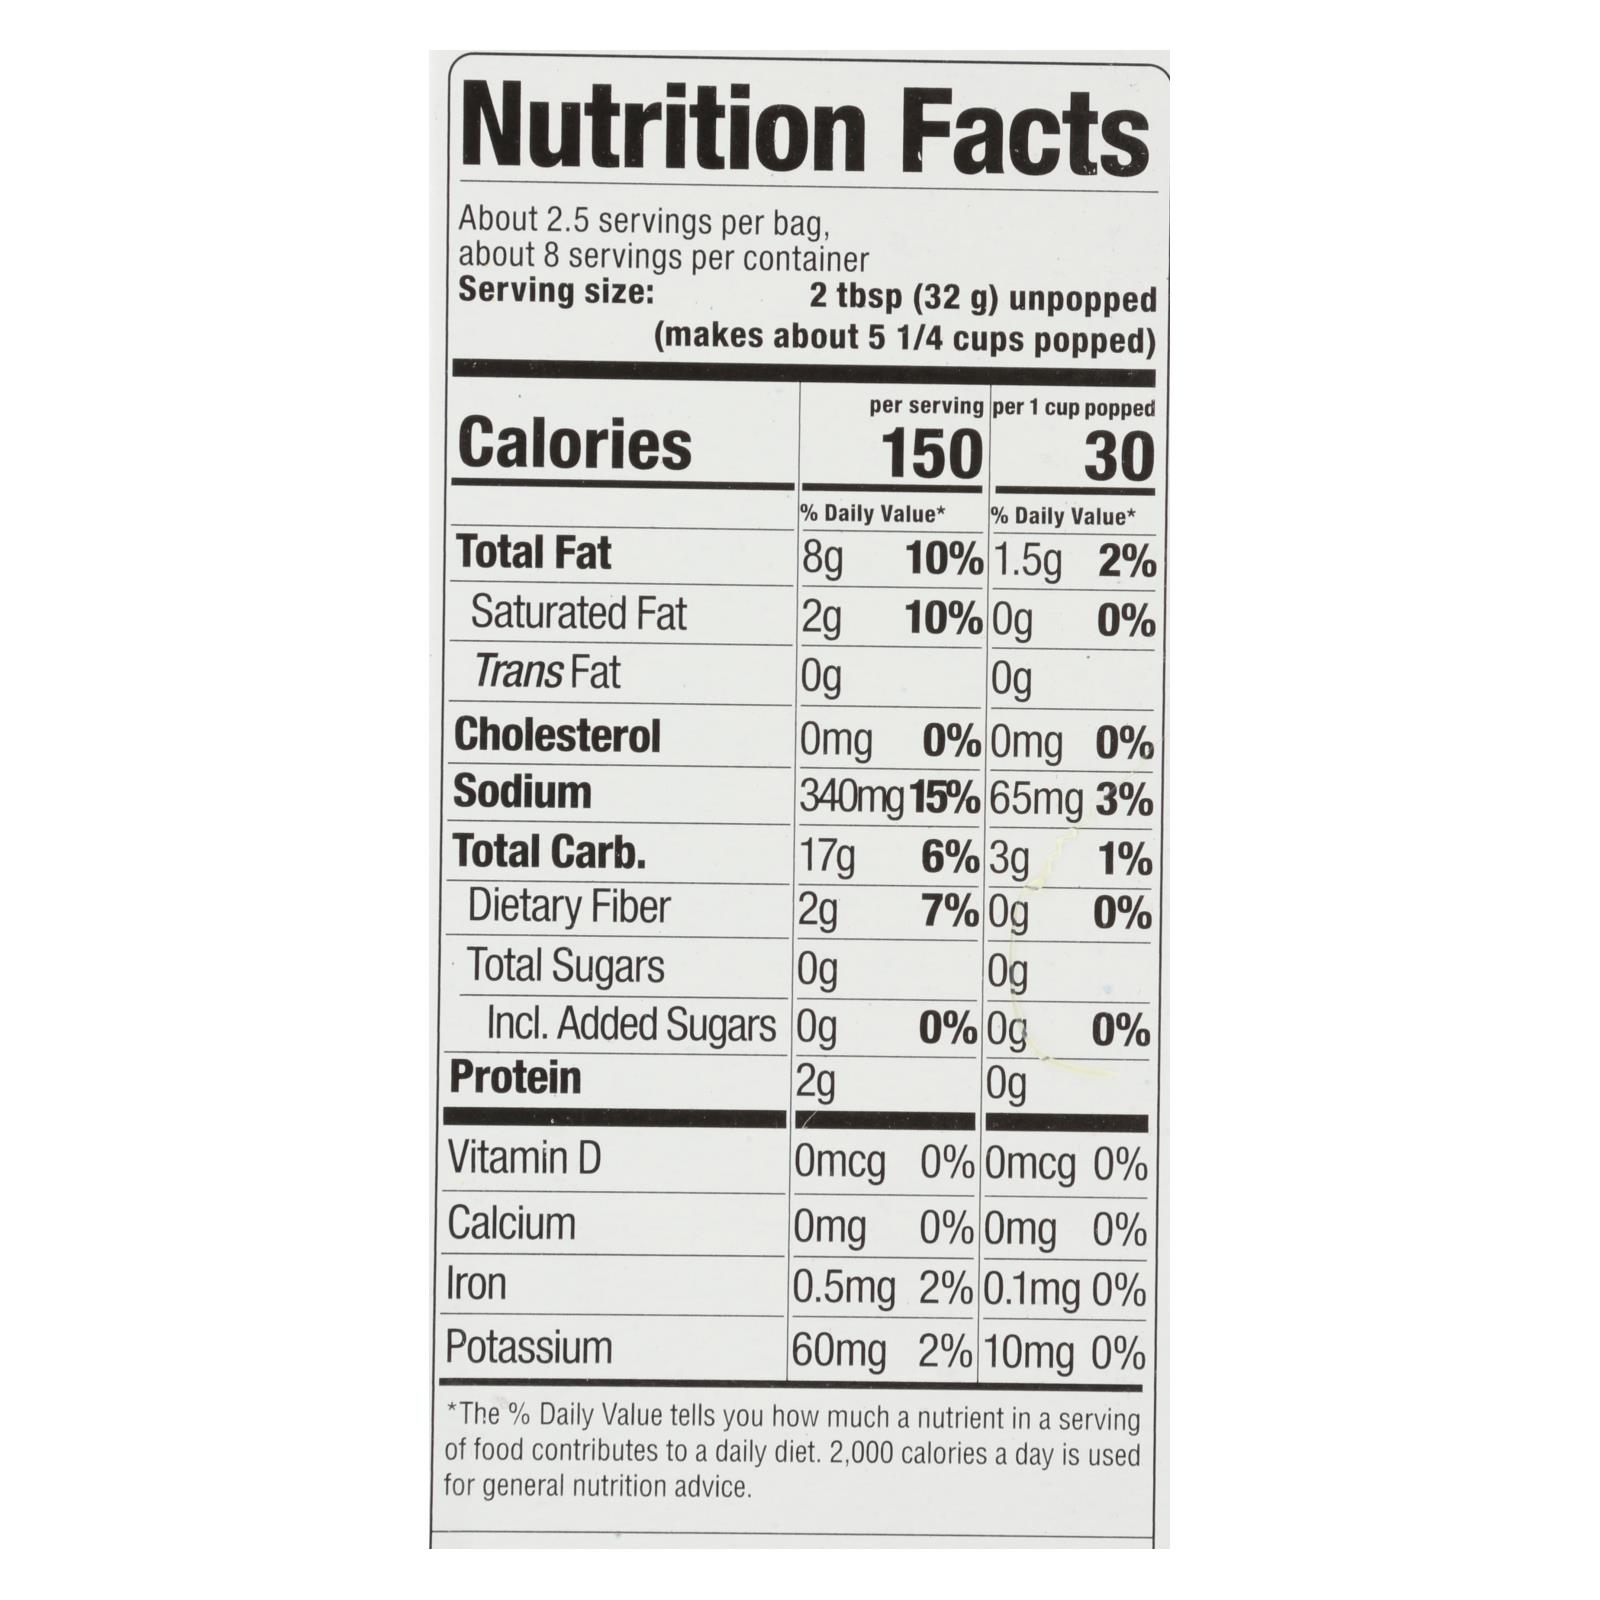 Nutrition Facts
About 2.5 servings per bag,
about 8 servings per container
Serving size: 2 tbsp (32 g) unpopped
(makes about 5 1/4 cups popped)
per serving per 1 cup popped
Calories 150 30
% Daily Value* % Daily Value*
Total Fat 8g 10% 1.5g 2%
Saturated Fat 2g 10% 0g 0%
Trans Fat 0g 0g
Cholesterol 0mg 0% 0mg 0%
Sodium 340mg 15% 65mg 3%
Total Carb. 17g 6% 3g 1%
Dietary Fiber 2g 7% 0g 0%
Total Sugars 0g 0g
Incl. Added Sugars 0g 0% 0g 0%
Protein 2g 0g
Vitamin D 0mcg 0% 0mcg 0%
Calcium 0mg 0% 0mg 0%
Iron 0.5mg 2% 0.1mg 0%
Potassium 60mg 2% 10mg 0%
*The % Daily Value tells you how much a nutrient in a serving
of food contributes to a daily diet. 2,000 calories a day is used
for general nutrition advice.